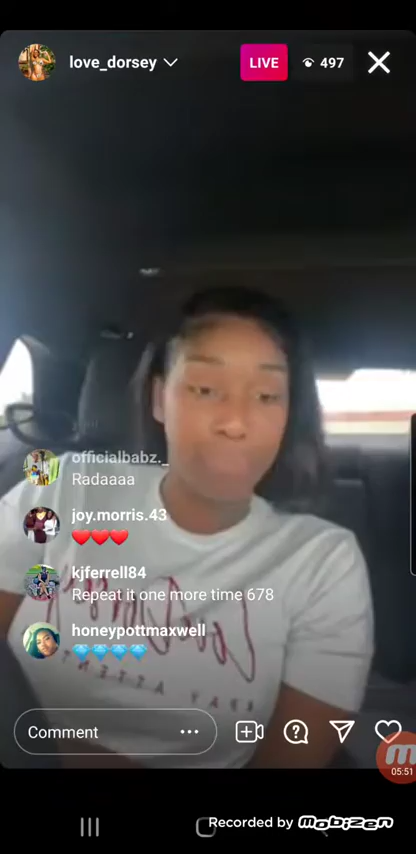 love_dorsey
LIVE
497
officialbabz._
Radaaaa
joy.morris.43
❤️❤️❤️
kjferrell84
Repeat it one more time 678
honeypottmaxwell
💎💎💎💎
Comment
05:51
Recorded by mobizen